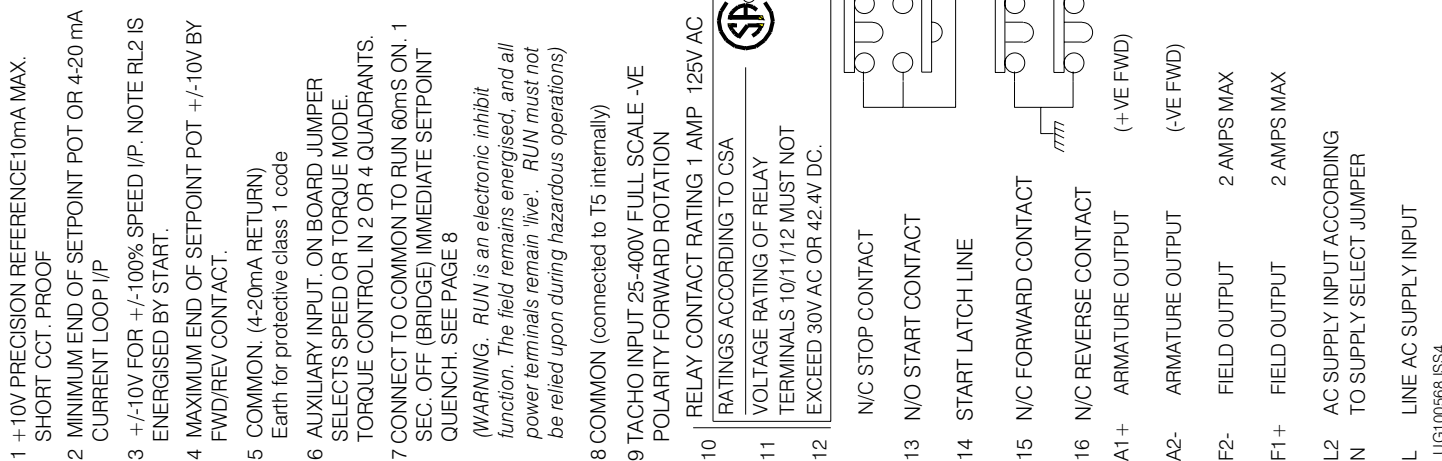 1 +10V PRECISION REFERENCE10mA MAX.
SHORT CCT. PROOF
2 MINIMUM END OF SETPOINT POT OR 4-20 mA
CURRENT LOOP I/P
3 +/-10V FOR +/-100% SPEED I/P. NOTE RL2 IS
ENERGISED BY START.
4 MAXIMUM END OF SETPOINT POT +/-10V BY
FWD/REV CONTACT.
5 COMMON. (4-20mA RETURN)
Earth for protective class 1 code
6 AUXILIARY INPUT. ON BOARD JUMPER
SELECTS SPEED OR TORQUE MODE.
TORQUE CONTROL IN 2 OR 4 QUADRANTS.
7 CONNECT TO COMMON TO RUN 60mS ON. 1
SEC. OFF (BRIDGE) IMMEDIATE SETPOINT
QUENCH. SEE PAGE 8
(WARNING. RUN is an electronic inhibit
function. The field remains energised, and all
power terminals remain 'live'. RUN must not
be relied upon during hazardous operations)
8 COMMON (connected to T5 internally)
9 TACHO INPUT 25-400V FULL SCALE -VE
POLARITY FORWARD ROTATION
RELAY CONTACT RATING 1 AMP 125V AC
10 RATINGS ACCORDING TO CSA
11 VOLTAGE RATING OF RELAY
TERMINALS 10/11/12 MUST NOT
12 EXCEED 30V AC OR 42.4V DC.
SA
N/C STOP CONTACT
13 N/O START CONTACT
14 START LATCH LINE
15 N/C FORWARD CONTACT
16 N/C REVERSE CONTACT
A1+ ARMATURE OUTPUT (+VE FWD)
A2- ARMATURE OUTPUT (-VE FWD)
F2- FIELD OUTPUT 2 AMPS MAX
F1+ FIELD OUTPUT 2 AMPS MAX
L2 AC SUPPLY INPUT ACCORDING
N TO SUPPLY SELECT JUMPER
L LINE AC SUPPLY INPUT
UG100568 ISS4